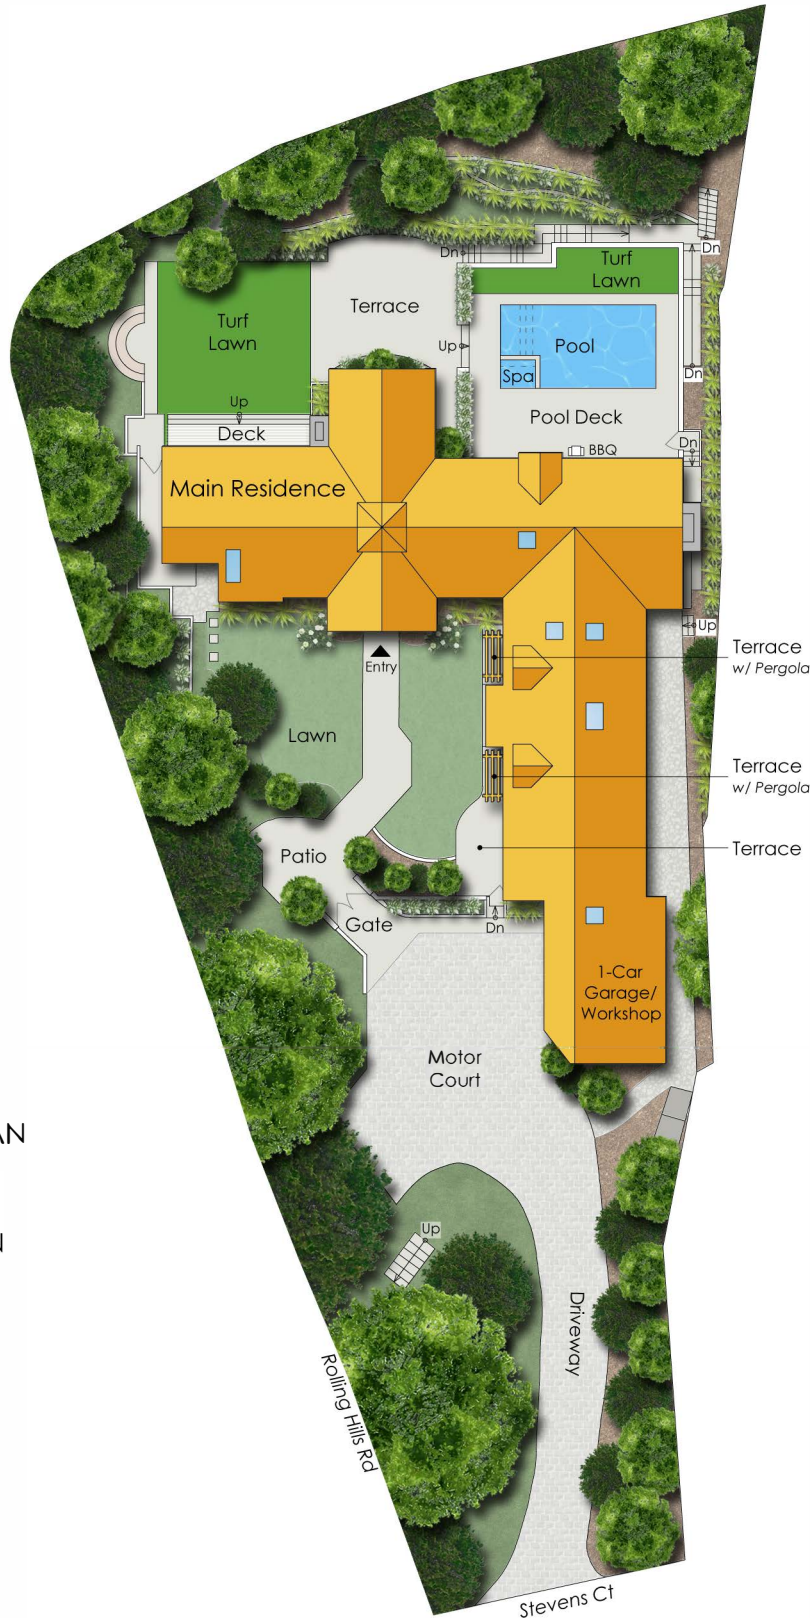 Dn
Dn
Turf
Lawn
Turf
Lawn
Terrace
Up
Pool
Spa
Dn
Up
Deck
Pool Deck
Dn
BBQ
Main Residence
Up
Entry
Terrace
w/ Pergola
Lawn
Terrace
w/ Pergola
Terrace
Patio
Gate
Dn
1-Car
Garage/
Workshop
Motor
Court
AN
Up
N
Driveway
Rolling Hills Rd
Stevens Ct